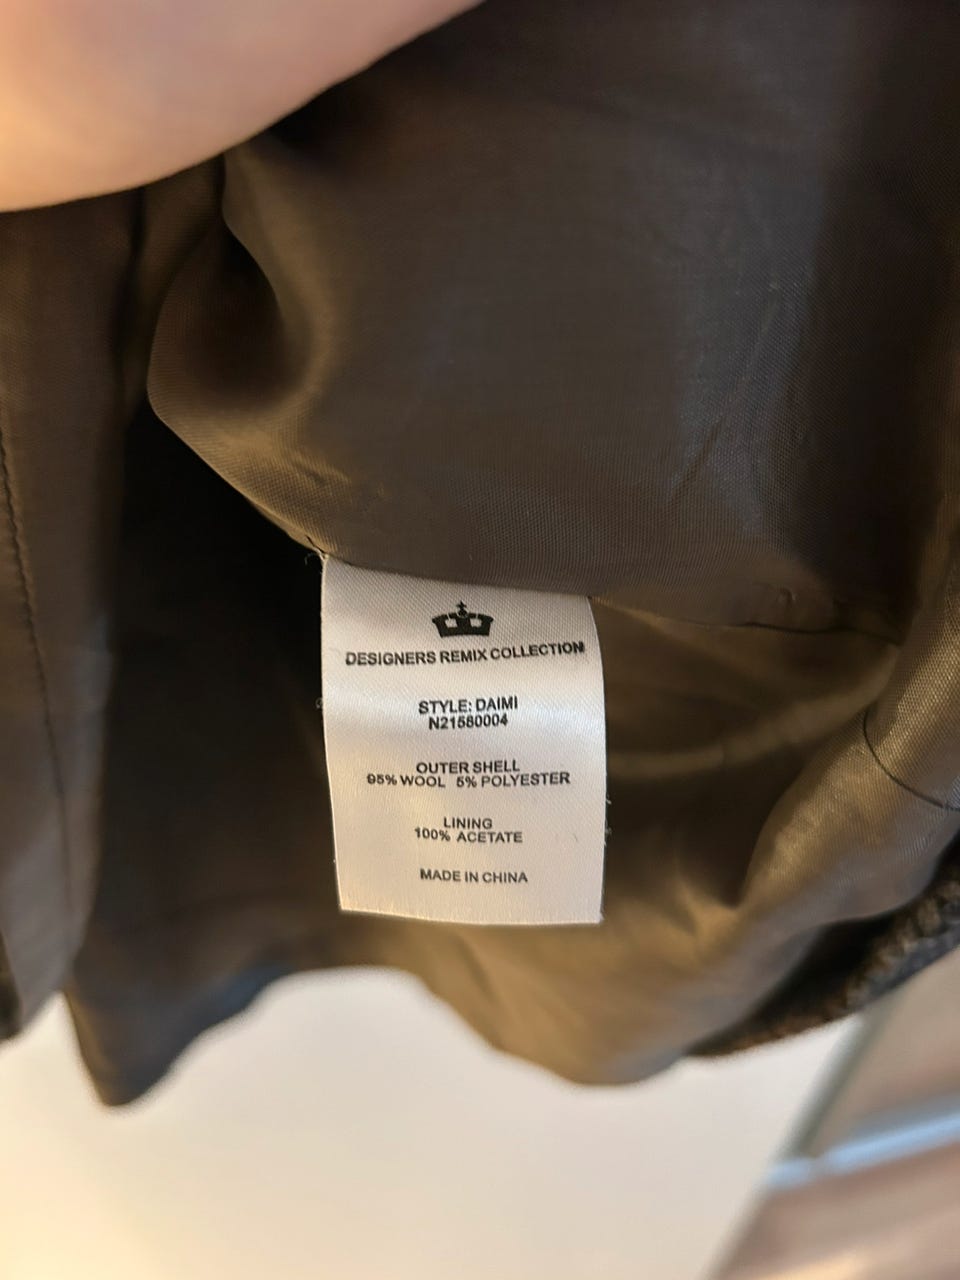 DESIGNERS REMIX COLLECTION
STYLE: DAIMI
N21580004
OUTER SHELL
95% WOOL 5% POLYESTER
LINING
100% ACETATE
MADE IN CHINA